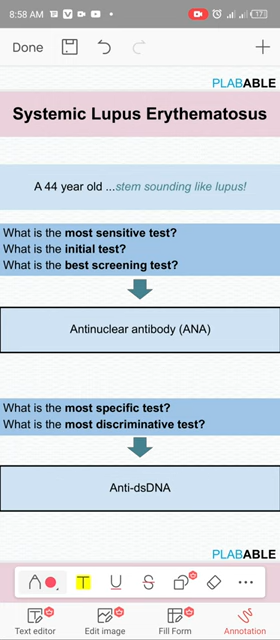 8:58 AM
17
Done
PLABABLE
Systemic Lupus Erythematosus
A 44 year old ...stem sounding like lupus!
What is the most sensitive test?
What is the initial test?
What is the best screening test?
Antinuclear antibody (ANA)
What is the most specific test?
What is the most discriminative test?
Anti-dsDNA
PLABABLE
T U S
Text editor Edit image Fill Form Annotation